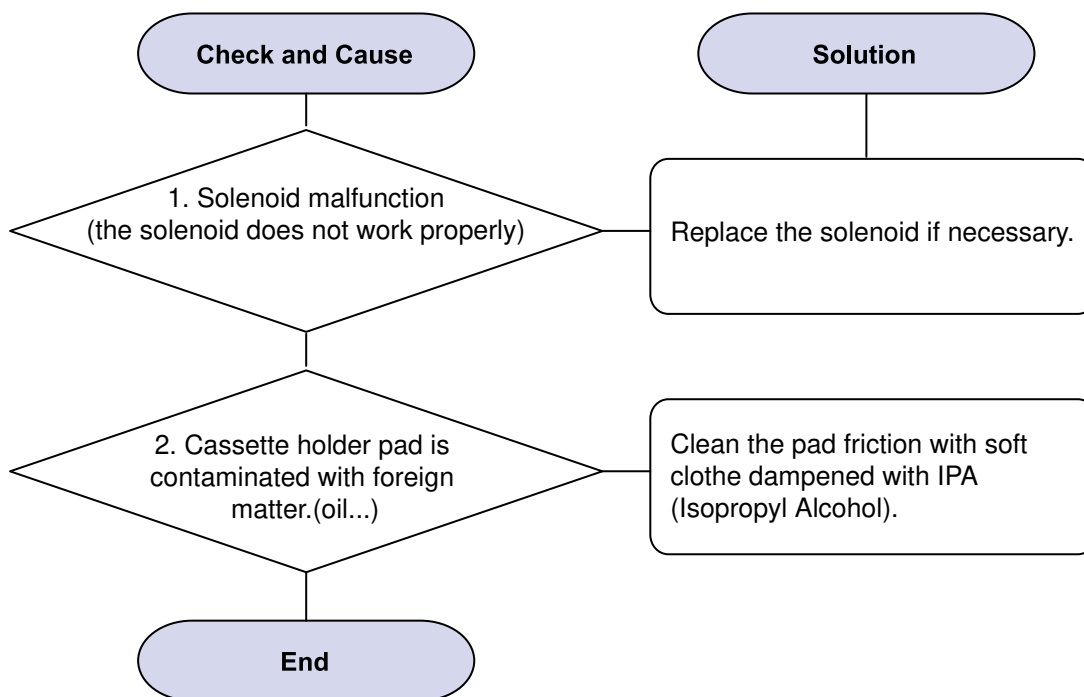 Check and Cause
Solution
1. Solenoid malfunction
(the solenoid does not work properly)
Replace the solenoid if necessary.
2. Cassette holder pad is
contaminated with foreign
matter.(oil...)
Clean the pad friction with soft
clothe dampened with IPA
(Isopropyl Alcohol).
End